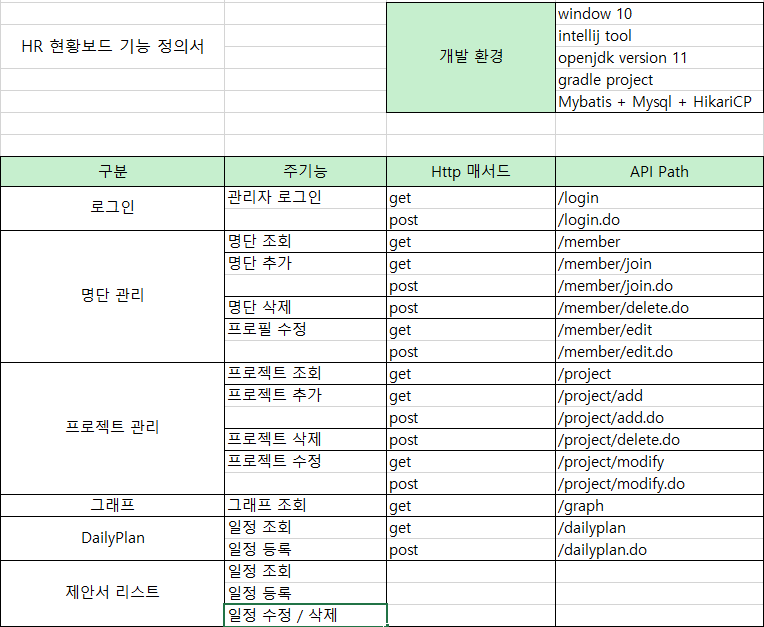 HR 현황보드 기능 정의서
개발 환경
window 10
intellij tool
openjdk version 11
gradle project
Mybatis + Mysql + HikariCP
구분 주기능 Http 매서드 API Path
로그인 관리자 로그인 get /login
post /login.do
명단 관리 명단 조회 get /member
명단 추가 get /member/join
post /member/join.do
명단 삭제 post /member/delete.do
프로필 수정 get /member/edit
post /member/edit.do
프로젝트 관리 프로젝트 조회 get /project
프로젝트 추가 get /project/add
post /project/add.do
프로젝트 삭제 post /project/delete.do
프로젝트 수정 get /project/modify
post /project/modify.do
그래프 그래프 조회 get /graph
DailyPlan 일정 조회 get /dailyplan
일정 등록 post /dailyplan.do
제안서 리스트 일정 조회
일정 등록
일정 수정 / 삭제